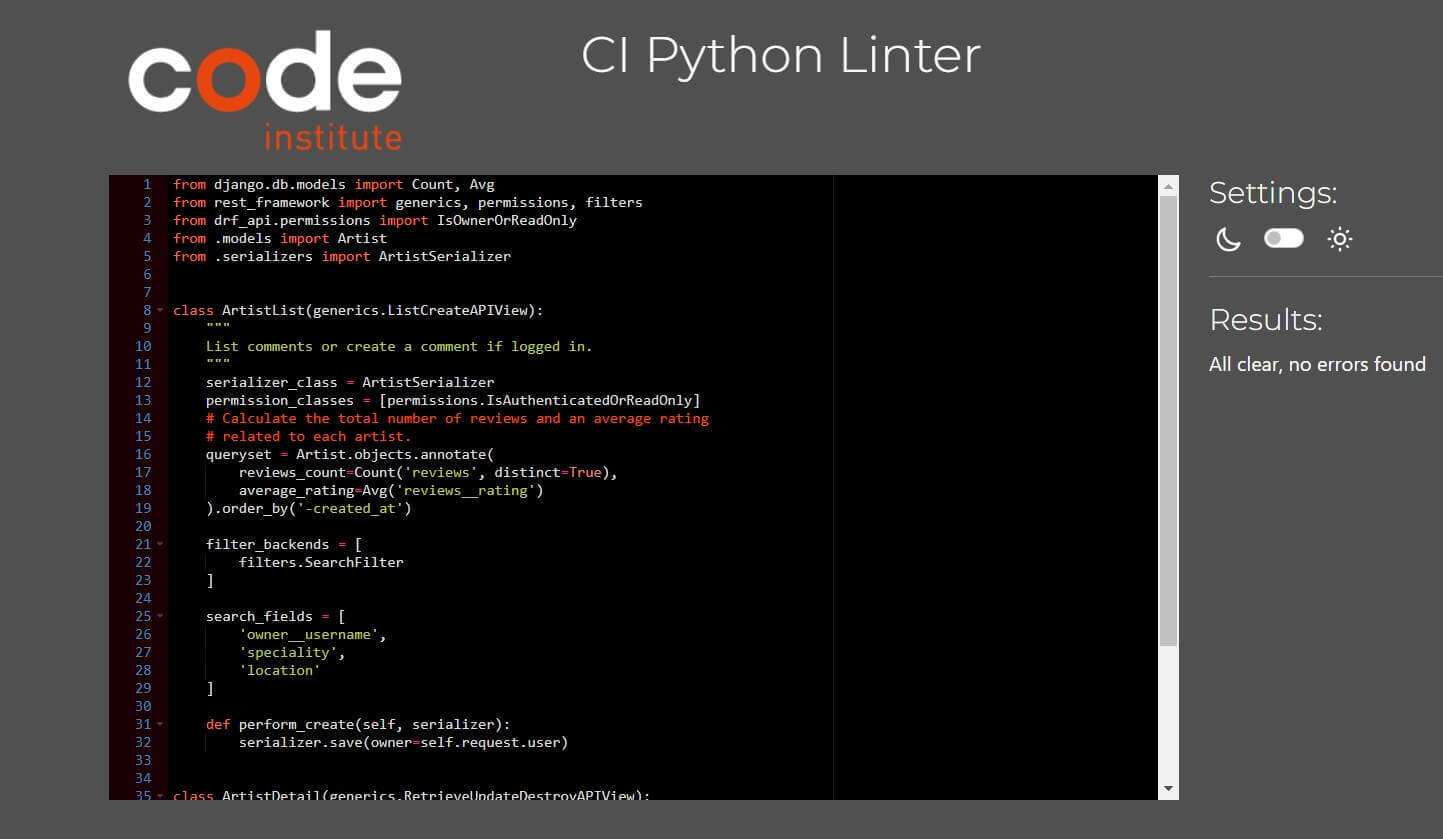 code
institute
CI Python Linter
1 from django.db.models import Count, Avg
2 from rest_framework import generics, permissions, filters
3 from drf_api.permissions import IsOwnerOrReadOnly
4 from .models import Artist
5 from .serializers import ArtistSerializer
6
7
8 class ArtistList(generics.ListCreateAPIView):
9     """
10     List comments or create a comment if logged in.
11     """
12     serializer_class = ArtistSerializer
13     permission_classes = [permissions.IsAuthenticatedOrReadOnly]
14     # Calculate the total number of reviews and an average rating
15     # related to each artist.
16     queryset = Artist.objects.annotate(
17         reviews_count=Count('reviews', distinct=True),
18         average_rating=Avg('reviews__rating')
19     ).order_by('-created_at')
20
21     filter_backends = [
22         filters.SearchFilter
23     ]
24
25     search_fields = [
26         'owner__username',
27         'speciality',
28         'location'
29     ]
30
31     def perform_create(self, serializer):
32         serializer.save(owner=self.request.user)
33
34
35 class ArtistDetail(generics.RetrieveUpdateDestroyAPIView):
Settings:
Results:
All clear, no errors found